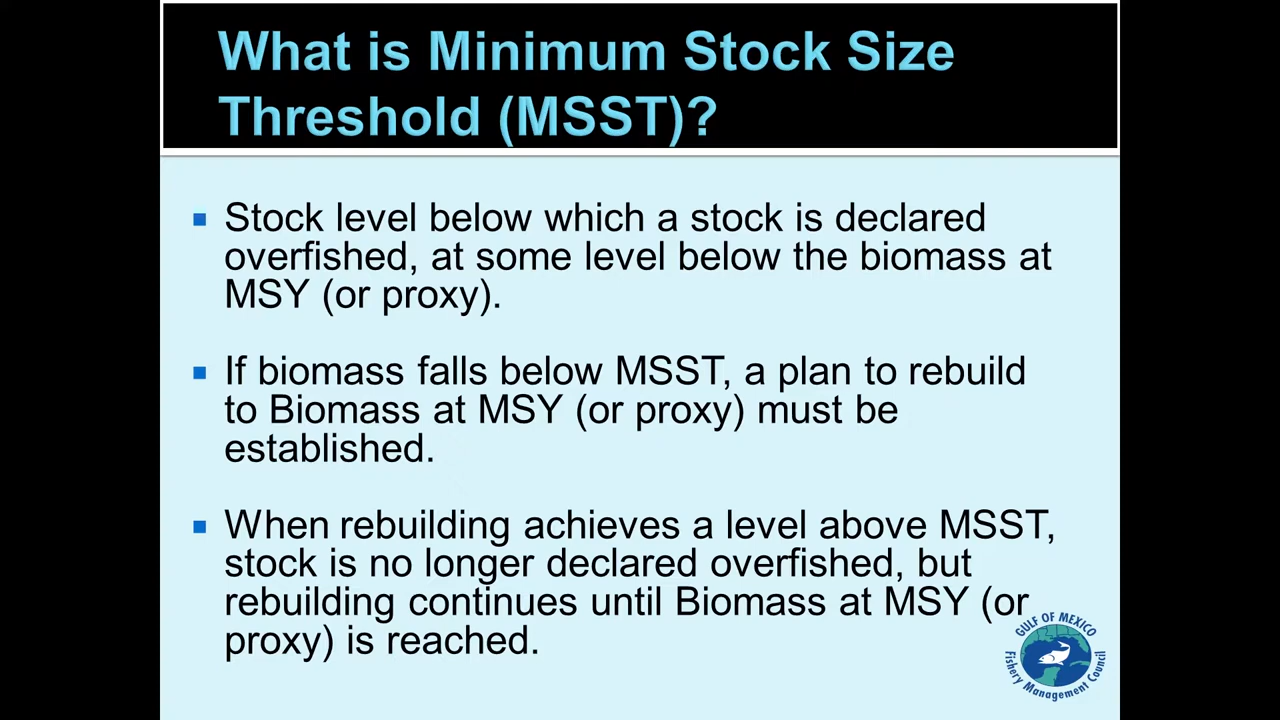 What is Minimum Stock Size
Threshold (MSST)?
Stock level below which a stock is declared
overfished, at some level below the biomass at
MSY (or proxy).
If biomass falls below MSST, a plan to rebuild
to Biomass at MSY (or proxy) must be
established.
When rebuilding achieves a level above MSST,
stock is no longer declared overfished, but
rebuilding continues until Biomass at MSY (or
proxy) is reached.
GULF OF MEXICO
Fishery Management Council